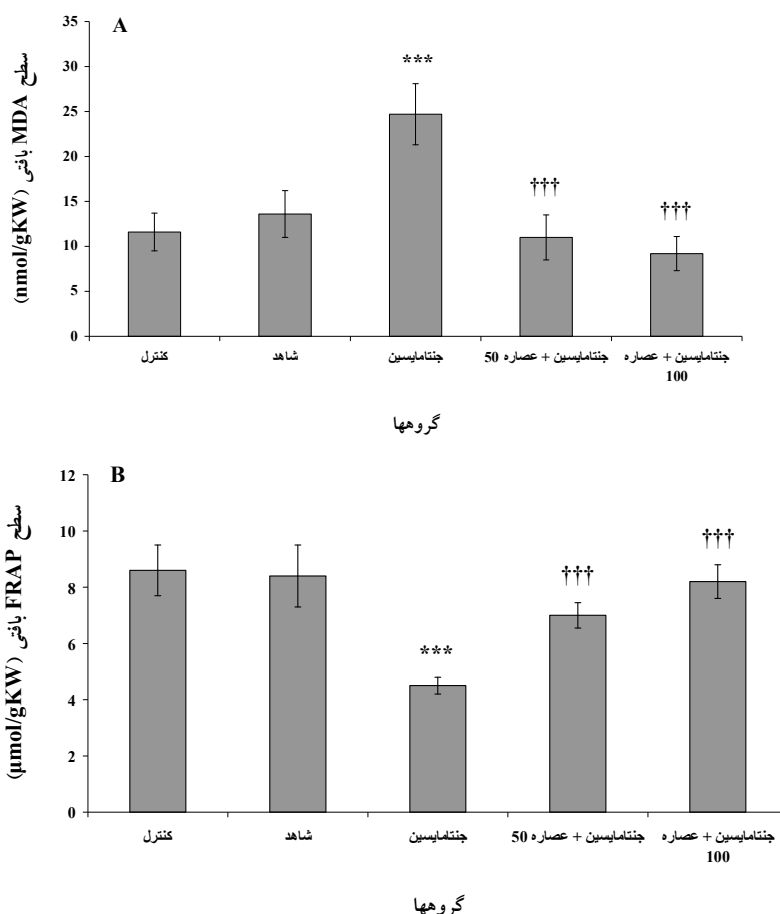 A
سطح MDA بافتی (nmol/gKW)
35
30
25
20
15
10
5
0
***
†††
†††
کنترل
شاهد
جنتامایسین
جنتامایسین + عصاره 50
جنتامایسین + عصاره
100
گروهها
B
سطح FRAP بافتی (µmol/gKW)
12
10
8
6
4
2
0
***
†††
†††
کنترل
شاهد
جنتامایسین
جنتامایسین + عصاره 50
جنتامایسین + عصاره
100
گروهها